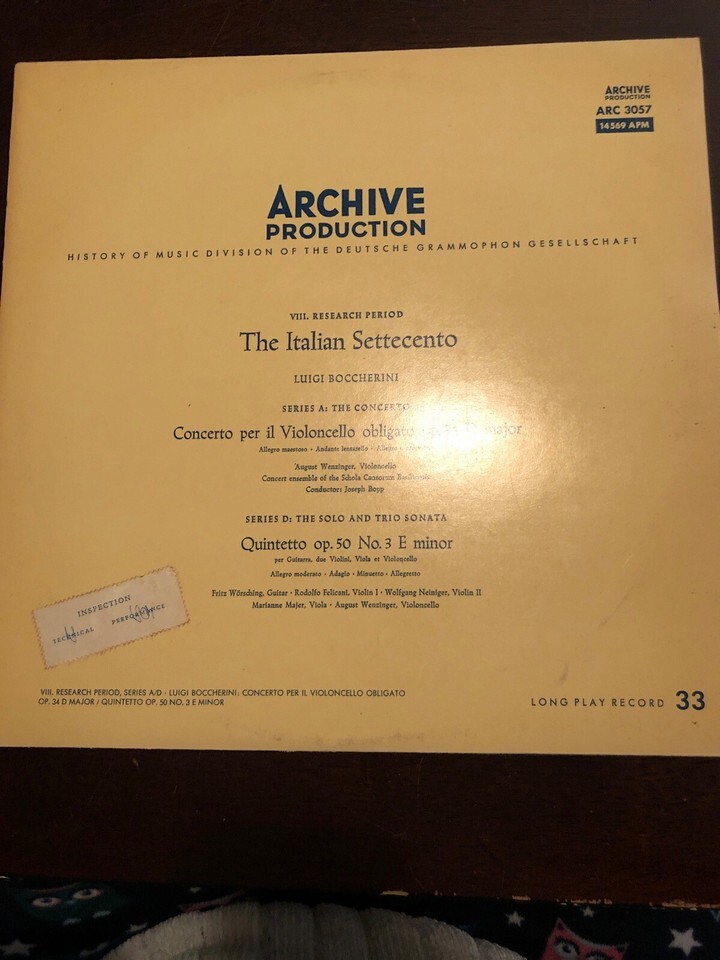 ARCHIVE
PRODUCTION
ARC 3057
14569 APM
ARCHIVE
PRODUCTION
HISTORY OF MUSIC DIVISION OF THE DEUTSCHE GRAMMOPHON GESELLSCHAFT
VIII. RESEARCH PERIOD
The Italian Settecento
LUIGI BOCCHERINI
SERIES A: THE CONCERTO
Concerto per il Violoncello obligato op. 34 D major
Allegro maestoso · Andante lentarello · Allegro
August Wenzinger, Violoncello
Concert ensemble of the Schola Cantorum Basiliensis
Conductor: Joseph Bopp
SERIES D: THE SOLO AND TRIO SONATA
Quintetto op. 50 No. 3 E minor
per Guitarra, due Violini, Viola et Violoncello
Allegro moderato · Adagio · Minuetto · Allegretto
Fritz Wörsching, Guitar · Rodolfo Felicani, Violin I · Wolfgang Neiniger, Violin II
Marianne Majer, Viola · August Wenzinger, Violoncello
INSPECTION
TECHNICAL PERFORMANCE
VIII. RESEARCH PERIOD, SERIES A/D - LUIGI BOCCHERINI: CONCERTO PER IL VIOLONCELLO OBLIGATO
OP. 34 D MAJOR / QUINTETTO OP. 50 NO. 3 E MINOR
LONG PLAY RECORD 33